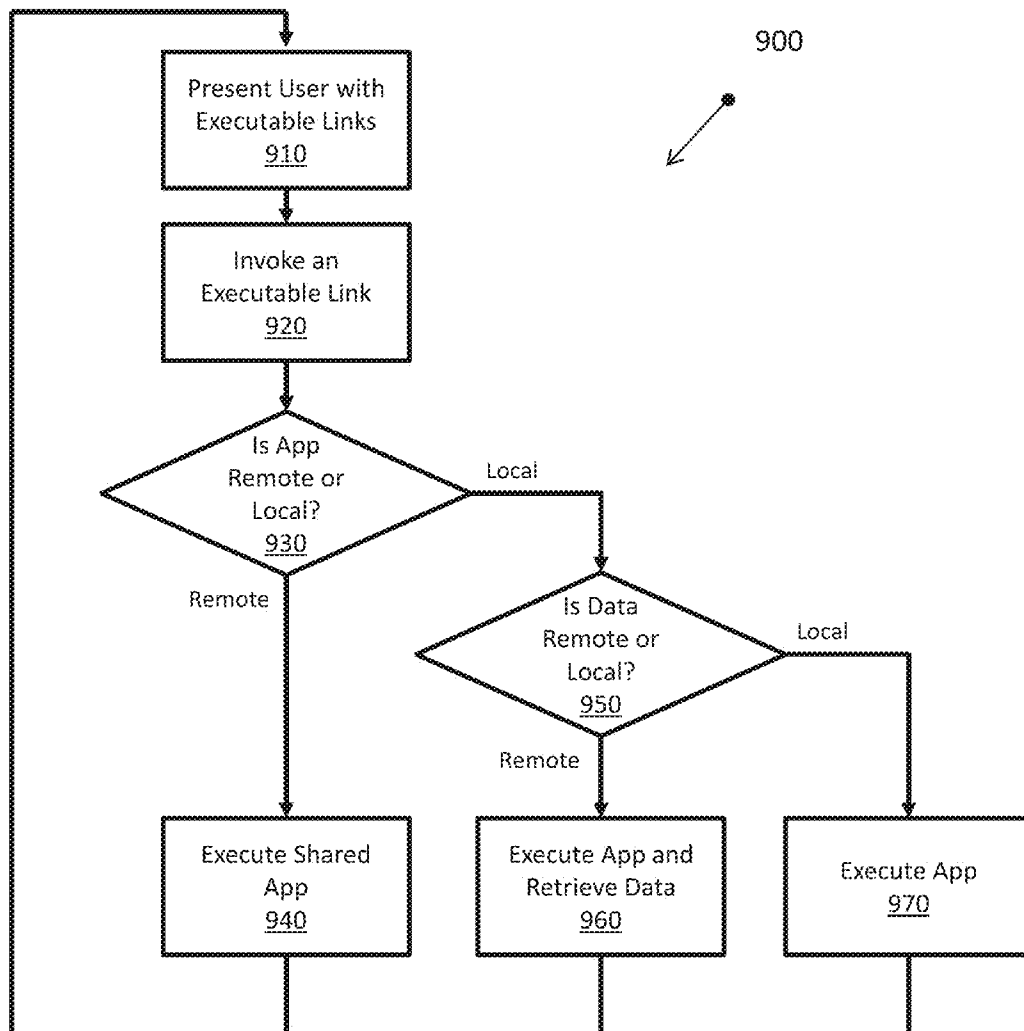 900
Present User with
Executable Links
910
Invoke an
Executable Link
920
Is App
Remote or
Local?
930
Local
Remote
Is Data
Remote or
Local?
950
Local
Remote
Execute Shared
App
940
Execute App and
Retrieve Data
960
Execute App
970